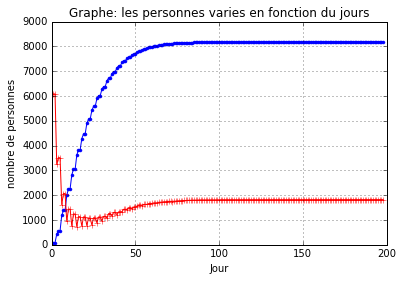 Graphe: les personnes varies en fonction du jours
9000
8000
7000
6000
5000
4000
3000
2000
1000
0
nombre de personnes
0 50 100 150 200
Jour